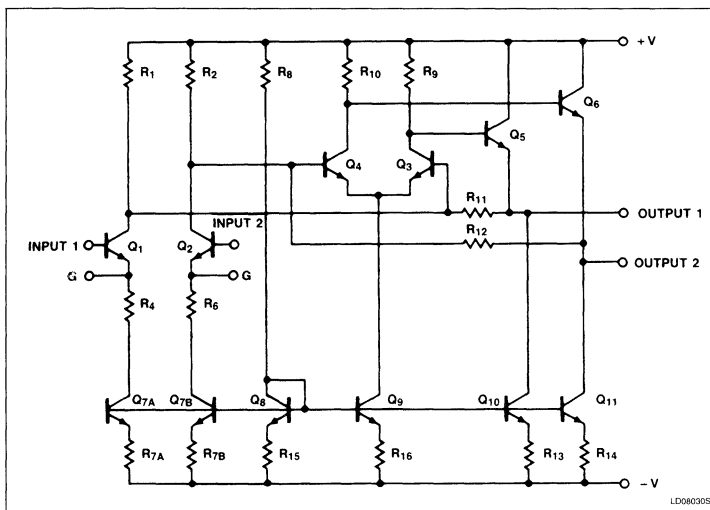 +V
R1 R2 R8 R10 R9
Q6
Q5
Q4 Q3
R11
OUTPUT 1
INPUT 2
R12
INPUT 1 Q1 Q2
OUTPUT 2
G G
R4 R6
Q7A Q7B Q8 Q9 Q10 Q11
R7A R7B R15 R16 R13 R14
−V
LD08030S